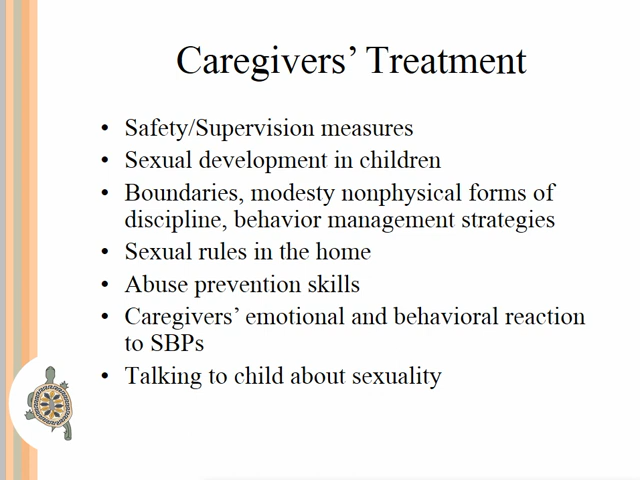 Caregivers' Treatment
• Safety/Supervision measures
• Sexual development in children
• Boundaries, modesty nonphysical forms of
discipline, behavior management strategies
• Sexual rules in the home
• Abuse prevention skills
• Caregivers' emotional and behavioral reaction
to SBPs
• Talking to child about sexuality